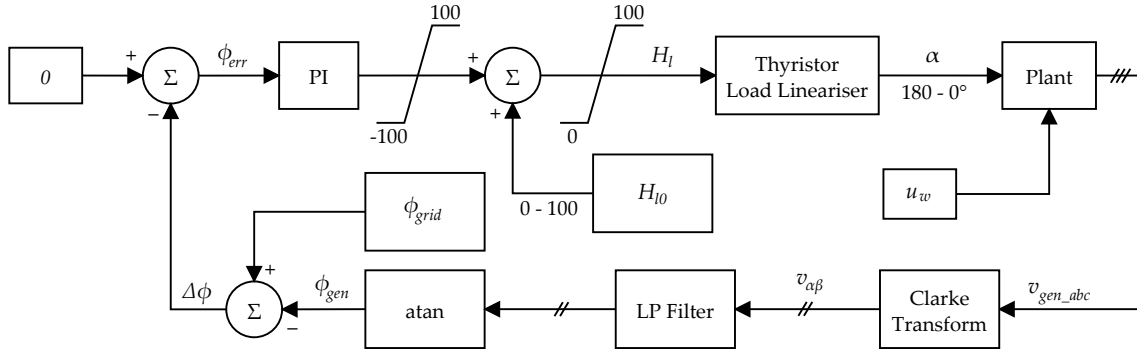 100
100
+
ϕerr
+
Hl
α
0
Σ
PI
Σ
Thyristor
Load Lineariser
Plant
180 - 0°
−
-100
+
0
0 - 100
Hl0
uw
ϕgrid
+
Δϕ
Σ
ϕgen
−
atan
LP Filter
vαβ
Clarke
Transform
vgen_abc